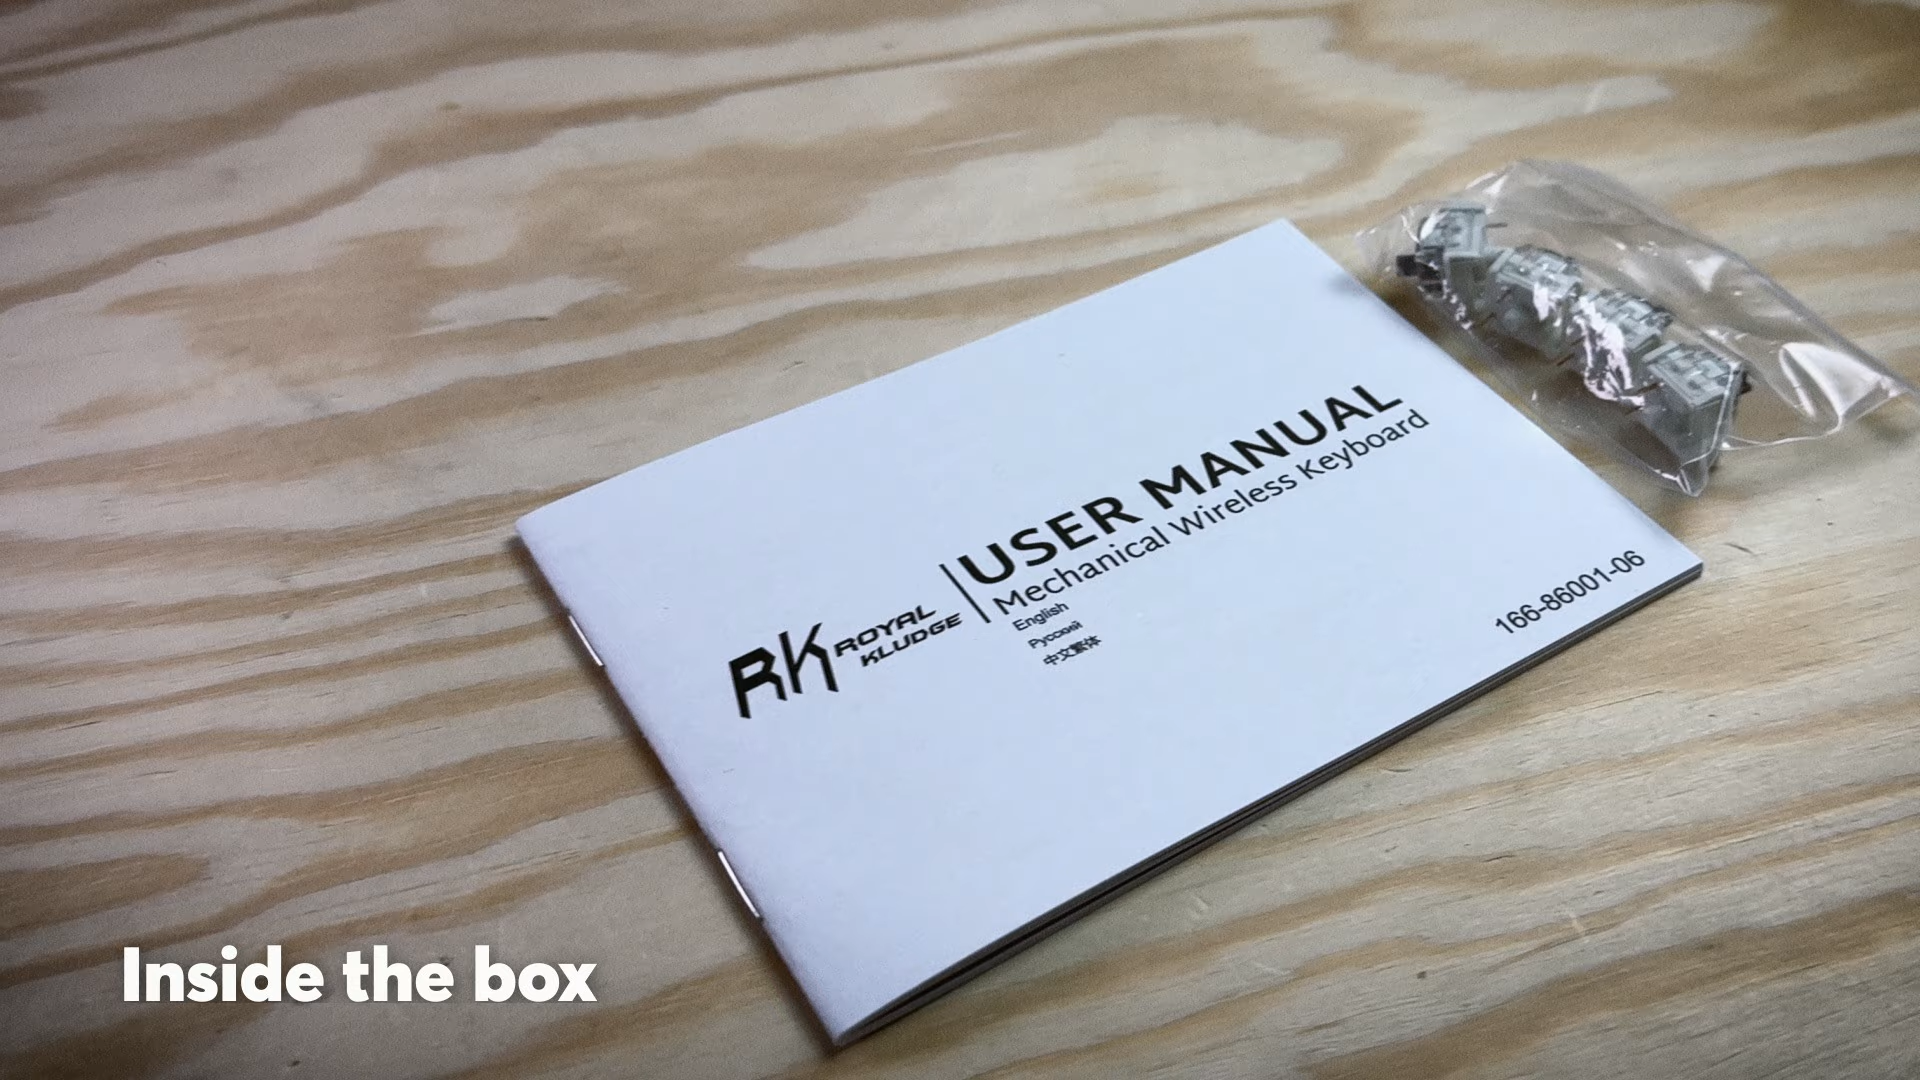 USER MANUAL
Mechanical Wireless Keyboard
RK ROYAL
KLUDGE
English
Русский
中文繁体
166-86001-06
Inside the box